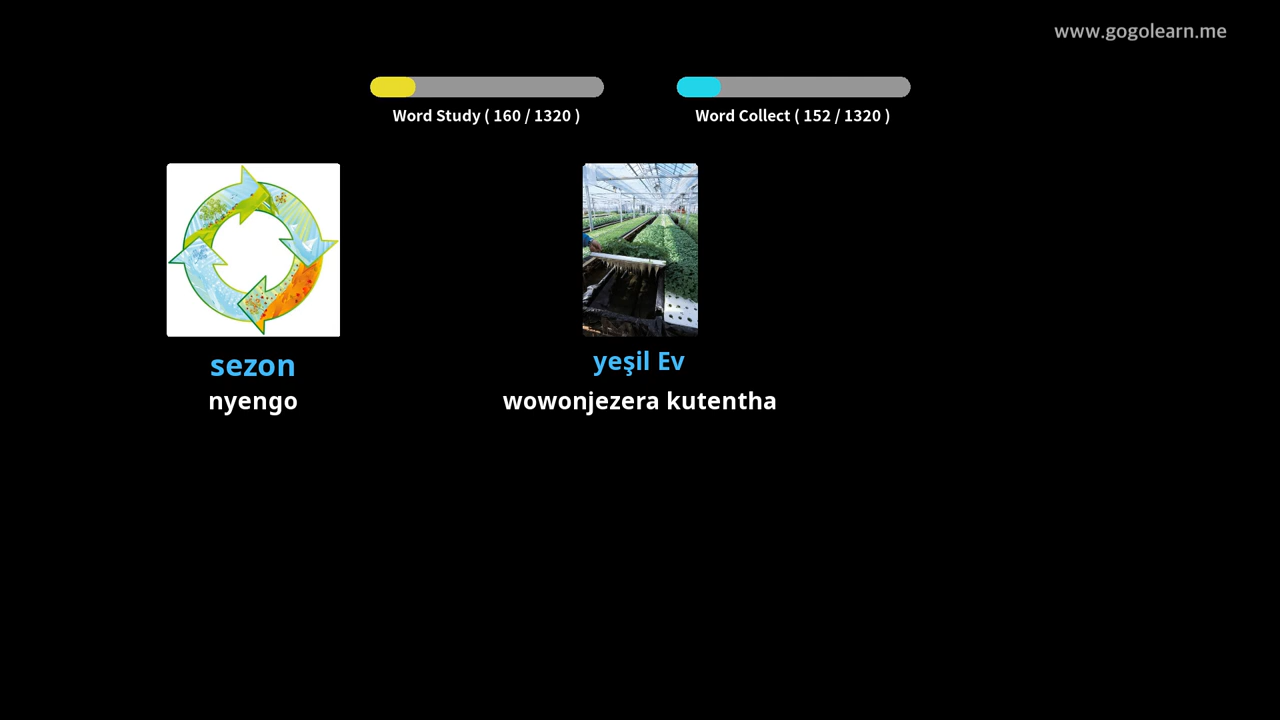 www.gogolearn.me
Word Study ( 160 / 1320 )
Word Collect ( 152 / 1320 )
sezon
nyengo
yeşil Ev
wowonjezera kutentha